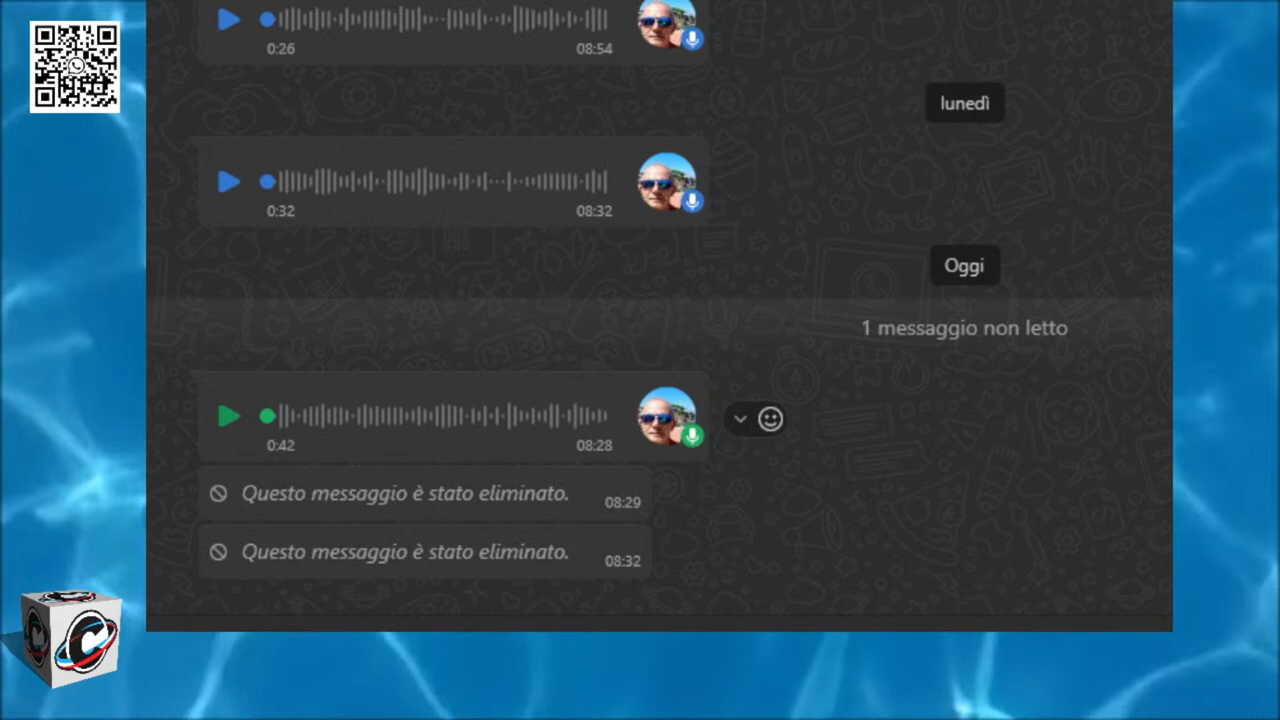 0:26 08:54
lunedì
0:32 08:32
Oggi
1 messaggio non letto
0:42 08:28
Questo messaggio è stato eliminato. 08:29
Questo messaggio è stato eliminato. 08:32